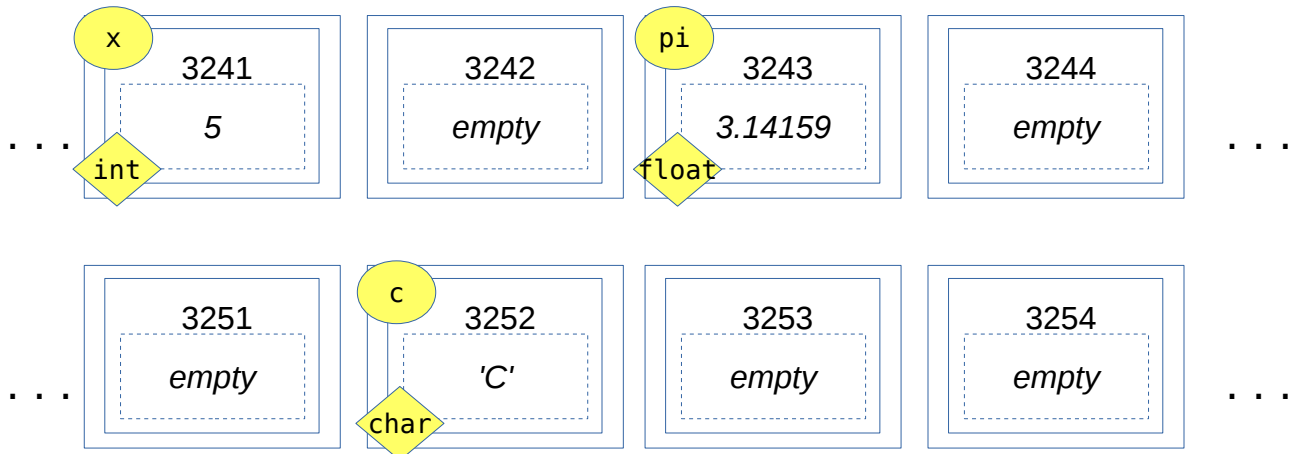 x pi
3241 3242 3243 3244
5 empty 3.14159 empty
... ...
int float
c
3251 3252 3253 3254
empty 'C' empty empty
... ...
char